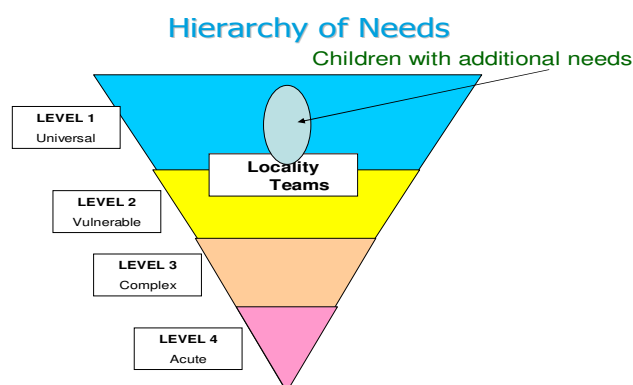 Hierarchy of Needs
Children with additional needs
LEVEL 1
Universal
Locality
Teams
LEVEL 2
Vulnerable
LEVEL 3
Complex
LEVEL 4
Acute